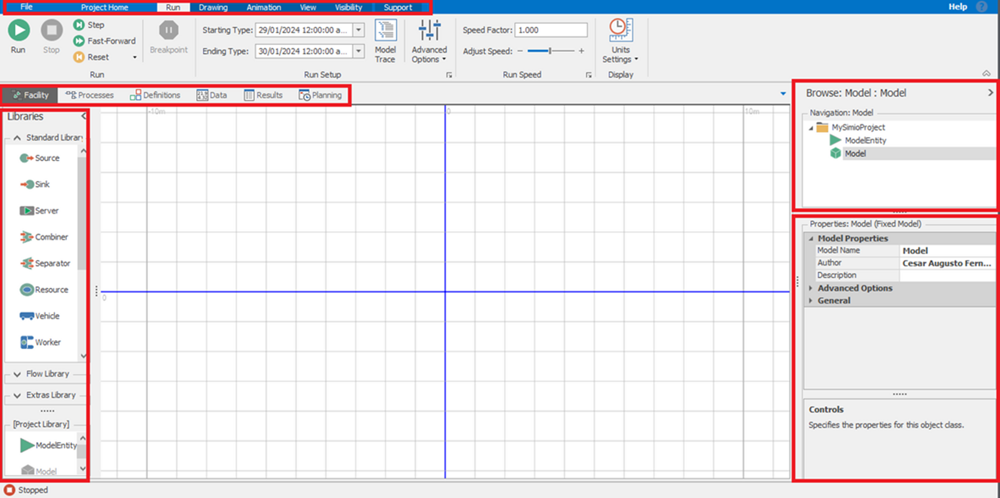 File Project Home Run Drawing Animation View Visibility Support Help ?
Run
Stop
Step
Fast-Forward
Reset
Run
Breakpoint
Starting Type: 29/01/2024 12:00:00 a...
Ending Type: 30/01/2024 12:00:00 a...
Model
Trace
Advanced
Options
Run Setup
Speed Factor: 1.000
Adjust Speed: − +
Run Speed
Units
Settings
Display
Facility Processes Definitions Data Results Planning
Libraries
Standard Library
Source
Sink
Server
Combiner
Separator
Resource
Vehicle
Worker
Flow Library
Extras Library
[Project Library]
ModelEntity
Model
-10m 0 10m
0
Browse: Model : Model
Navigation: Model
MySimioProject
ModelEntity
Model
Properties: Model (Fixed Model)
Model Properties
Model Name Model
Author Cesar Augusto Fern...
Description
Advanced Options
General
Controls
Specifies the properties for this object class.
Stopped